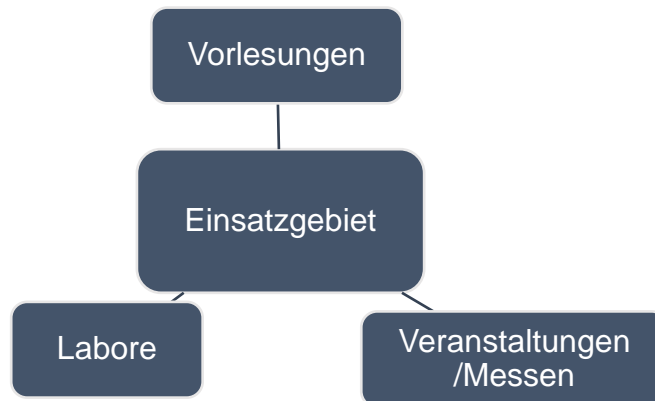 Vorlesungen
Einsatzgebiet
Labore
Veranstaltungen
/Messen